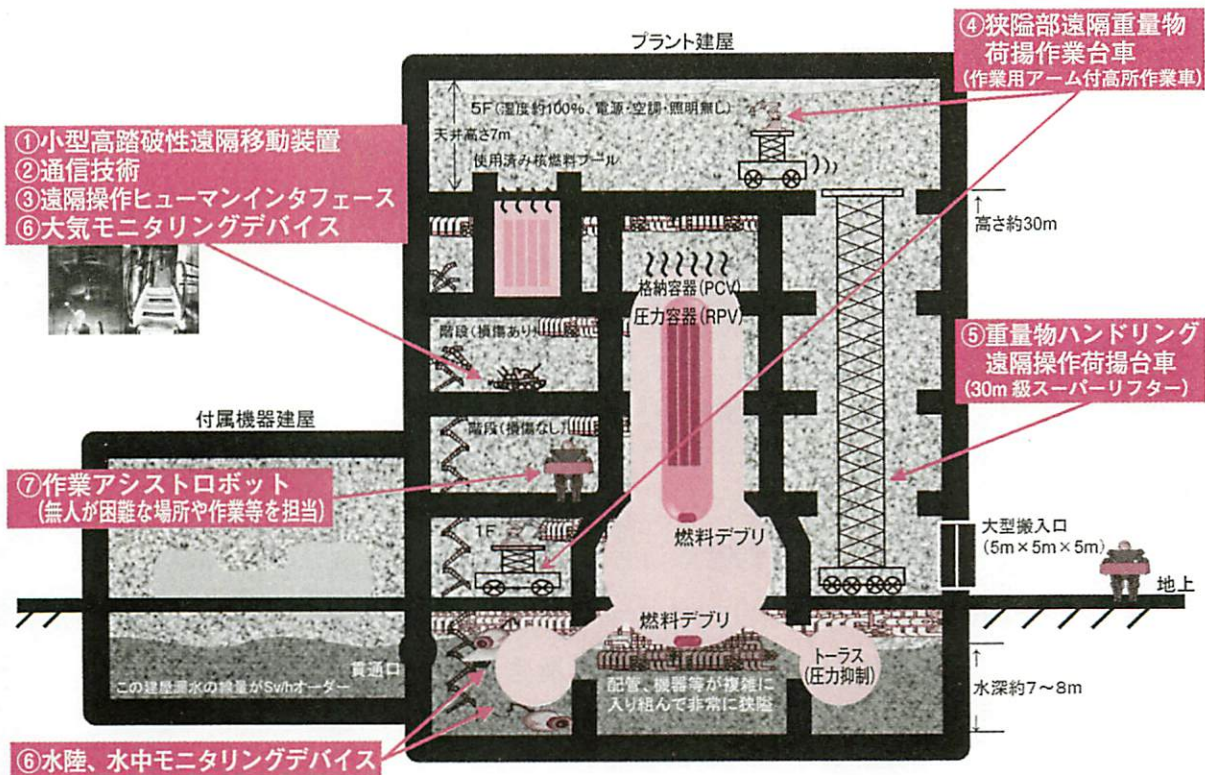 プラント建屋
④狭隘部遠隔重量物
荷揚作業台車
(作業用アーム付高所作業車)
5F(湿度約100%、電源・空調・照明無し)
天井高さ7m
使用済み核燃料プール
①小型高踏破性遠隔移動装置
②通信技術
③遠隔操作ヒューマンインタフェース
⑥大気モニタリングデバイス
高さ約30m
格納容器(PCV)
圧力容器(RPV)
階段(損傷あり)
⑤重量物ハンドリング
遠隔操作荷揚台車
(30m級スーパーリフター)
付属機器建屋
階段(損傷なし)
⑦作業アシストロボット
(無人が困難な場所や作業等を担当)
1F
燃料デブリ
大型搬入口
(5m×5m×5m)
地上
燃料デブリ
貫通口
この建屋漏水の線量がSv/hオーダー
トーラス
(圧力抑制)
配管、機器等が複雑に
入り組んで非常に狭隘
水深約7～8m
⑥水陸、水中モニタリングデバイス